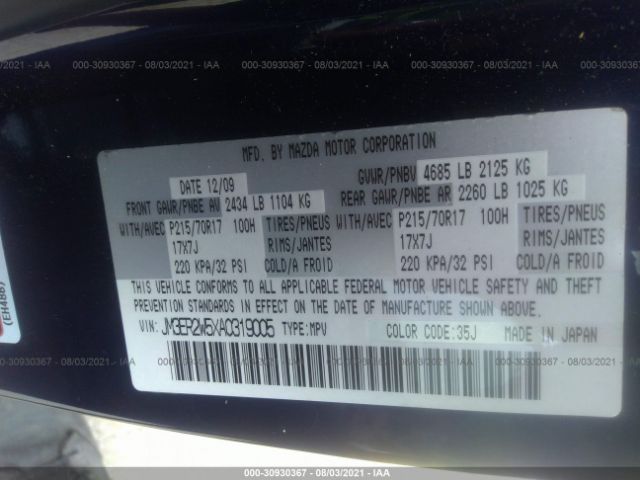 000-30930367 - 08/03/2021 - IAA
MFD. BY MAZDA MOTOR CORPORATION
DATE 12/09
GVWR/PNBV 4685 LB 2125 KG
FRONT GAWR/PNBE AV 2434 LB 1104 KG
REAR GAWR/PNBE AR 2260 LB 1025 KG
WITH/AVEC P215/70R17 100H TIRES/PNEUS WITH/AVEC P215/70R17 100H TIRES/PNEUS
17X7J RIMS/JANTES 17X7J RIMS/JANTES
220 KPA/32 PSI COLD/A FROID 220 KPA/32 PSI COLD/A FROID
THIS VEHICLE CONFORMS TO ALL APPLICABLE FEDERAL MOTOR VEHICLE SAFETY AND THEFT
PREVENTION STANDARDS IN EFFECT ON THE DATE OF MANUFACTURE SHOWN ABOVE.
VIN: JM3ER2W5XA0319005 TYPE:MPV COLOR CODE:35J MADE IN JAPAN
(EH4BB)
000-30930367 - 08/03/2021 - IAA